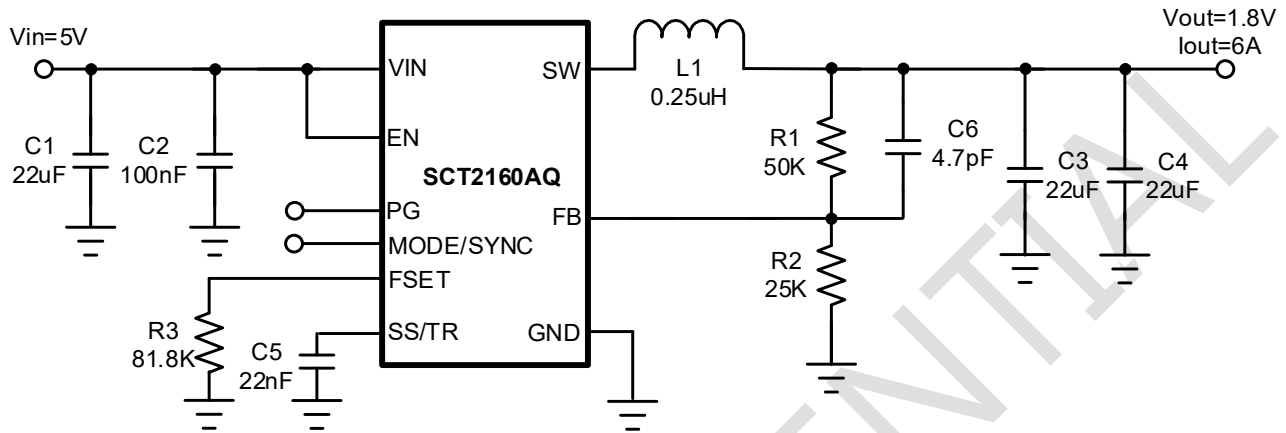 Vin=5V
Vout=1.8V
Iout=6A
VIN
SW
L1
0.25uH
EN
C1
22uF
C2
100nF
SCT2160AQ
R1
50K
C6
4.7pF
C3
22uF
C4
22uF
PG
FB
MODE/SYNC
FSET
R2
25K
R3
81.8K
SS/TR
GND
C5
22nF
ENTIAL